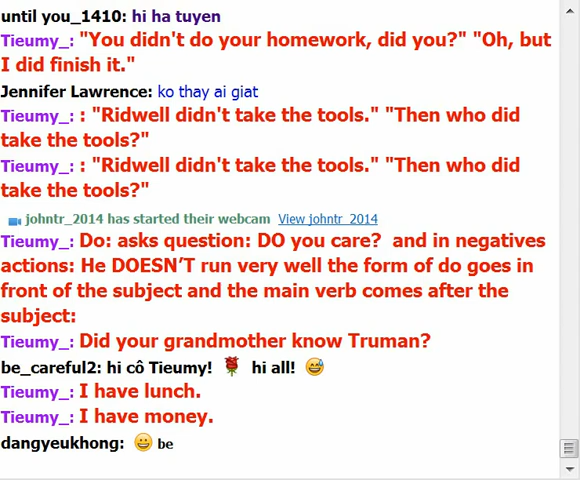 until you_1410: hi ha tuyen
Tieumy_: "You didn't do your homework, did you?" "Oh, but
I did finish it."
Jennifer Lawrence: ko thay ai giat
Tieumy_: : "Ridwell didn't take the tools." "Then who did
take the tools?"
Tieumy_: : "Ridwell didn't take the tools." "Then who did
take the tools?"
johntr_2014 has started their webcam View johntr_2014
Tieumy_: Do: asks question: DO you care? and in negatives
actions: He DOESN’T run very well the form of do goes in
front of the subject and the main verb comes after the
subject:
Tieumy_: Did your grandmother know Truman?
be_careful2: hi cô Tieumy! 🌹 hi all! 😅
Tieumy_: I have lunch.
Tieumy_: I have money.
dangyeukhong: 😀 be